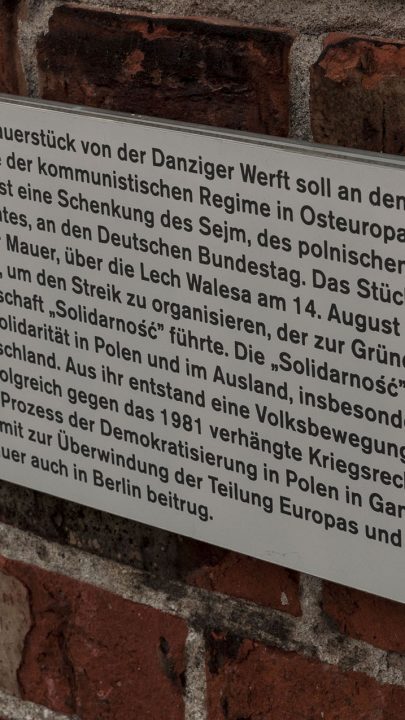 auerstück von der Danziger Werft soll an den
e der kommunistischen Regime in Osteuropa
st eine Schenkung des Sejm, des polnischen
ntes, an den Deutschen Bundestag. Das Stück
r Mauer, über die Lech Walesa am 14. August
, um den Streik zu organisieren, der zur Gründ
schaft „Solidarność” führte. Die „Solidarność”
olidarität in Polen und im Ausland, insbesonde
schland. Aus ihr entstand eine Volksbewegung
olgreich gegen das 1981 verhängte Kriegsrech
Prozess der Demokratisierung in Polen in Gan
mit zur Überwindung der Teilung Europas und
uer auch in Berlin beitrug.